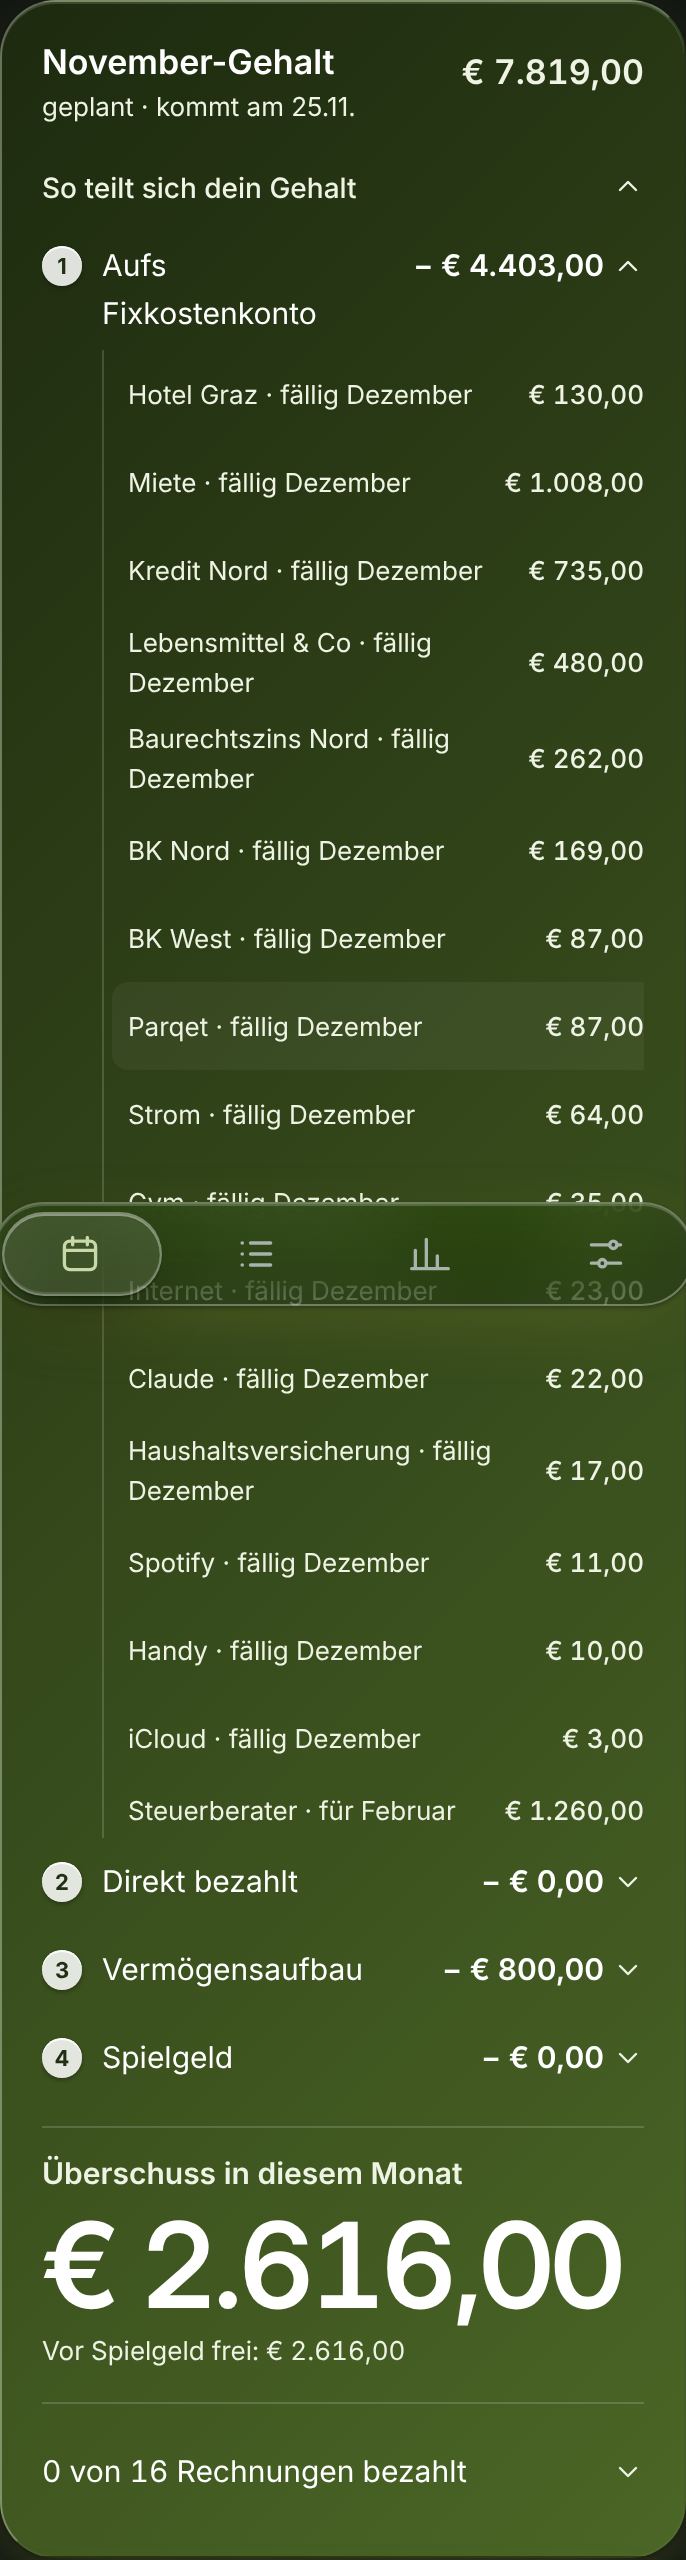 November-Gehalt
€ 7.819,00
geplant · kommt am 25.11.
So teilt sich dein Gehalt
1 Aufs – € 4.403,00
Fixkostenkonto
Hotel Graz · fällig Dezember € 130,00
Miete · fällig Dezember € 1.008,00
Kredit Nord · fällig Dezember € 735,00
Lebensmittel & Co · fällig
Dezember
€ 480,00
Baurechtszins Nord · fällig
Dezember
€ 262,00
BK Nord · fällig Dezember € 169,00
BK West · fällig Dezember € 87,00
Parqet · fällig Dezember € 87,00
Strom · fällig Dezember € 64,00
Gym · fällig Dezember € 35,00
Internet · fällig Dezember € 23,00
Claude · fällig Dezember € 22,00
Haushaltsversicherung · fällig
Dezember
€ 17,00
Spotify · fällig Dezember € 11,00
Handy · fällig Dezember € 10,00
iCloud · fällig Dezember € 3,00
Steuerberater · für Februar € 1.260,00
2 Direkt bezahlt – € 0,00
3 Vermögensaufbau – € 800,00
4 Spielgeld – € 0,00
Überschuss in diesem Monat
€ 2.616,00
Vor Spielgeld frei: € 2.616,00
0 von 16 Rechnungen bezahlt